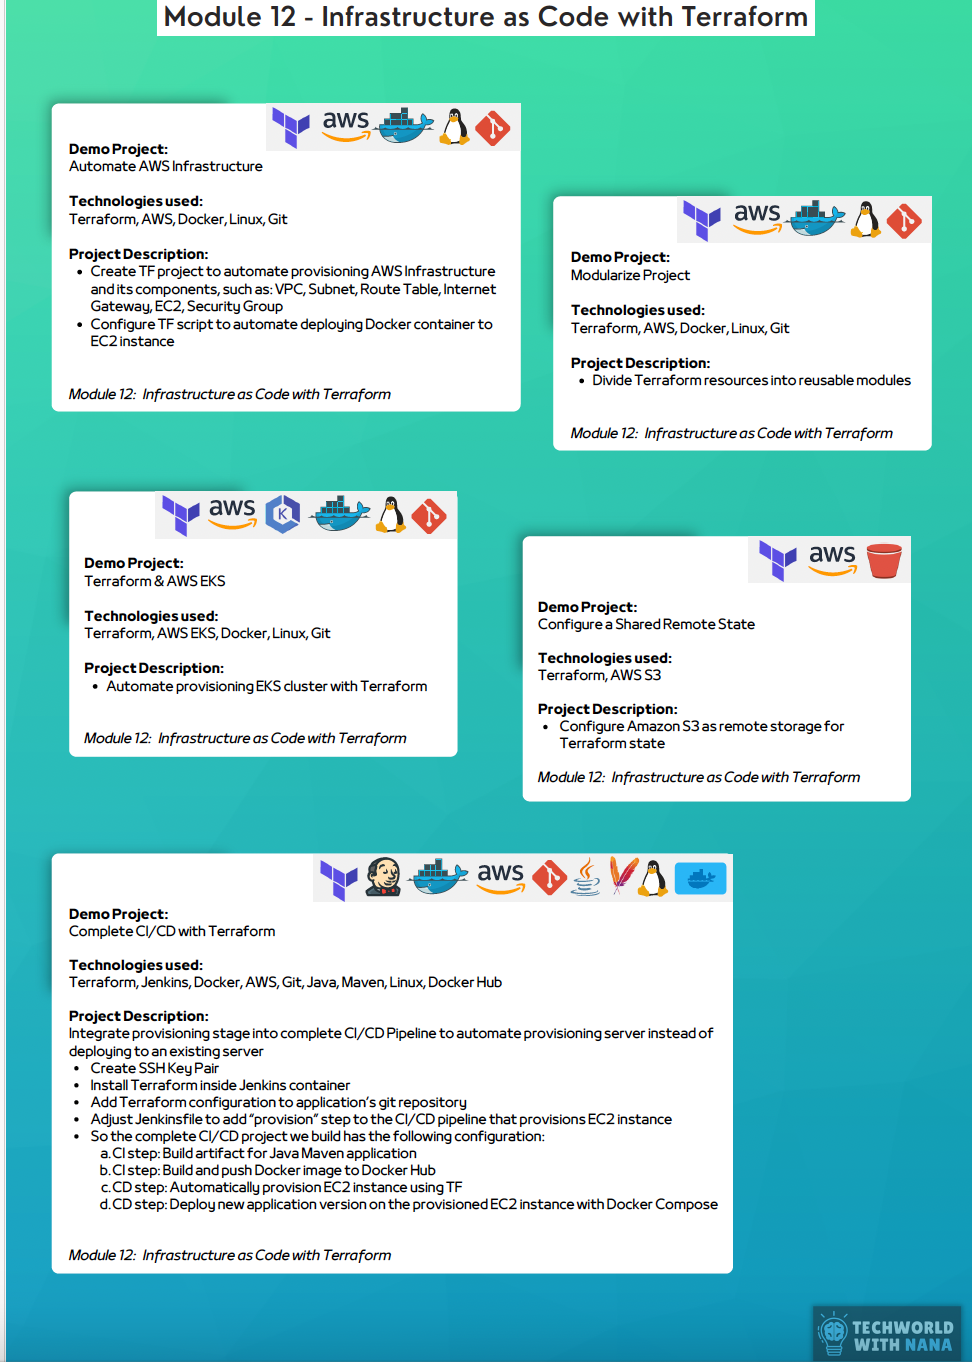 Module 12 - Infrastructure as Code with Terraform
aws
Demo Project:
Automate AWS Infrastructure
Technologies used:
Terraform, AWS, Docker, Linux, Git
Project Description:
• Create TF project to automate provisioning AWS Infrastructure
and its components, such as: VPC, Subnet, Route Table, Internet
Gateway, EC2, Security Group
• Configure TF script to automate deploying Docker container to
EC2 instance
Module 12: Infrastructure as Code with Terraform
aws
Demo Project:
Modularize Project
Technologies used:
Terraform, AWS, Docker, Linux, Git
Project Description:
• Divide Terraform resources into reusable modules
Module 12: Infrastructure as Code with Terraform
aws K
Demo Project:
Terraform & AWS EKS
Technologies used:
Terraform, AWS EKS, Docker, Linux, Git
Project Description:
• Automate provisioning EKS cluster with Terraform
Module 12: Infrastructure as Code with Terraform
aws
Demo Project:
Configure a Shared Remote State
Technologies used:
Terraform, AWS S3
Project Description:
• Configure Amazon S3 as remote storage for
Terraform state
Module 12: Infrastructure as Code with Terraform
aws
Demo Project:
Complete CI/CD with Terraform
Technologies used:
Terraform, Jenkins, Docker, AWS, Git, Java, Maven, Linux, Docker Hub
Project Description:
Integrate provisioning stage into complete CI/CD Pipeline to automate provisioning server instead of
deploying to an existing server
• Create SSH Key Pair
• Install Terraform inside Jenkins container
• Add Terraform configuration to application's git repository
• Adjust Jenkinsfile to add "provision" step to the CI/CD pipeline that provisions EC2 instance
• So the complete CI/CD project we build has the following configuration:
a. CI step: Build artifact for Java Maven application
b. CI step: Build and push Docker image to Docker Hub
c. CD step: Automatically provision EC2 instance using TF
d. CD step: Deploy new application version on the provisioned EC2 instance with Docker Compose
Module 12: Infrastructure as Code with Terraform
TECHWORLD
WITH NANA